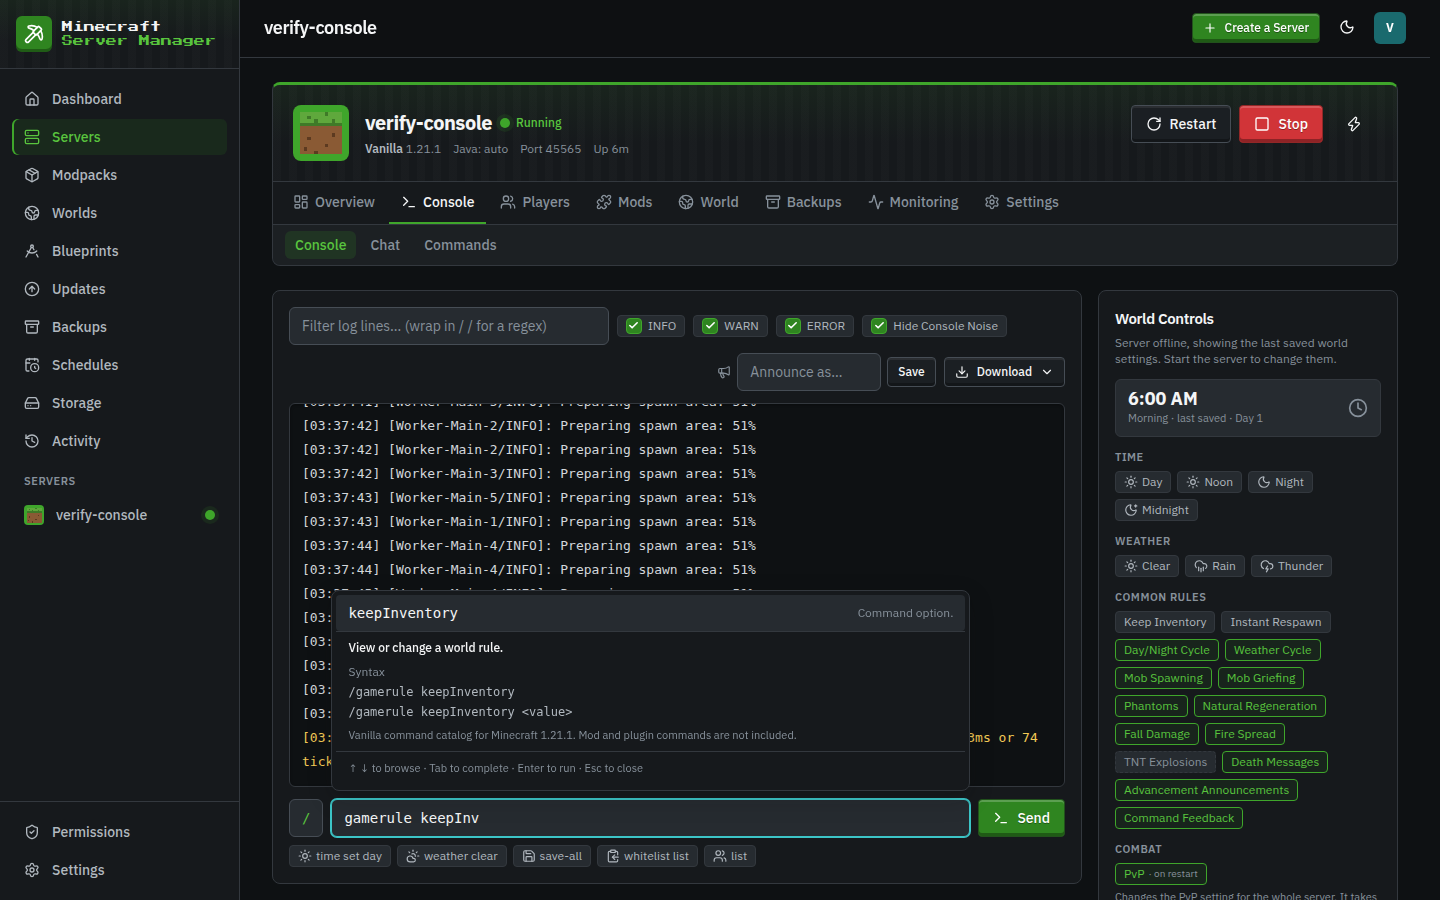 Minecraft
Server Manager
verify-console
Create a Server
V
Dashboard
Servers
Modpacks
Worlds
Blueprints
Updates
Backups
Schedules
Storage
Activity
SERVERS
verify-console
Permissions
Settings
verify-console
Running
Vanilla 1.21.1 Java: auto Port 45565 Up 6m
Restart
Stop
Overview
Console
Players
Mods
World
Backups
Monitoring
Settings
Console
Chat
Commands
Filter log lines... (wrap in / / for a regex)
INFO
WARN
ERROR
Hide Console Noise
Announce as...
Save
Download
[03:37:42] [Worker-Main-2/INFO]: Preparing spawn area: 51%
[03:37:42] [Worker-Main-2/INFO]: Preparing spawn area: 51%
[03:37:42] [Worker-Main-3/INFO]: Preparing spawn area: 51%
[03:37:43] [Worker-Main-5/INFO]: Preparing spawn area: 51%
[03:37:43] [Worker-Main-1/INFO]: Preparing spawn area: 51%
[03:37:44] [Worker-Main-4/INFO]: Preparing spawn area: 51%
[03:37:44] [Worker-Main-4/INFO]: Preparing spawn area: 51%
[03:
[03:
[03:
[03:
[03:
[03:
[03: 3ms or 74
tick
keepInventory
Command option.
View or change a world rule.
Syntax
/gamerule keepInventory
/gamerule keepInventory <value>
Vanilla command catalog for Minecraft 1.21.1. Mod and plugin commands are not included.
↑ ↓ to browse · Tab to complete · Enter to run · Esc to close
/
gamerule keepInv
Send
time set day
weather clear
save-all
whitelist list
list
World Controls
Server offline, showing the last saved world
settings. Start the server to change them.
6:00 AM
Morning · last saved · Day 1
TIME
Day
Noon
Night
Midnight
WEATHER
Clear
Rain
Thunder
COMMON RULES
Keep Inventory
Instant Respawn
Day/Night Cycle
Weather Cycle
Mob Spawning
Mob Griefing
Phantoms
Natural Regeneration
Fall Damage
Fire Spread
TNT Explosions
Death Messages
Advancement Announcements
Command Feedback
COMBAT
PvP · on restart
Changes the PvP setting for the whole server. It takes